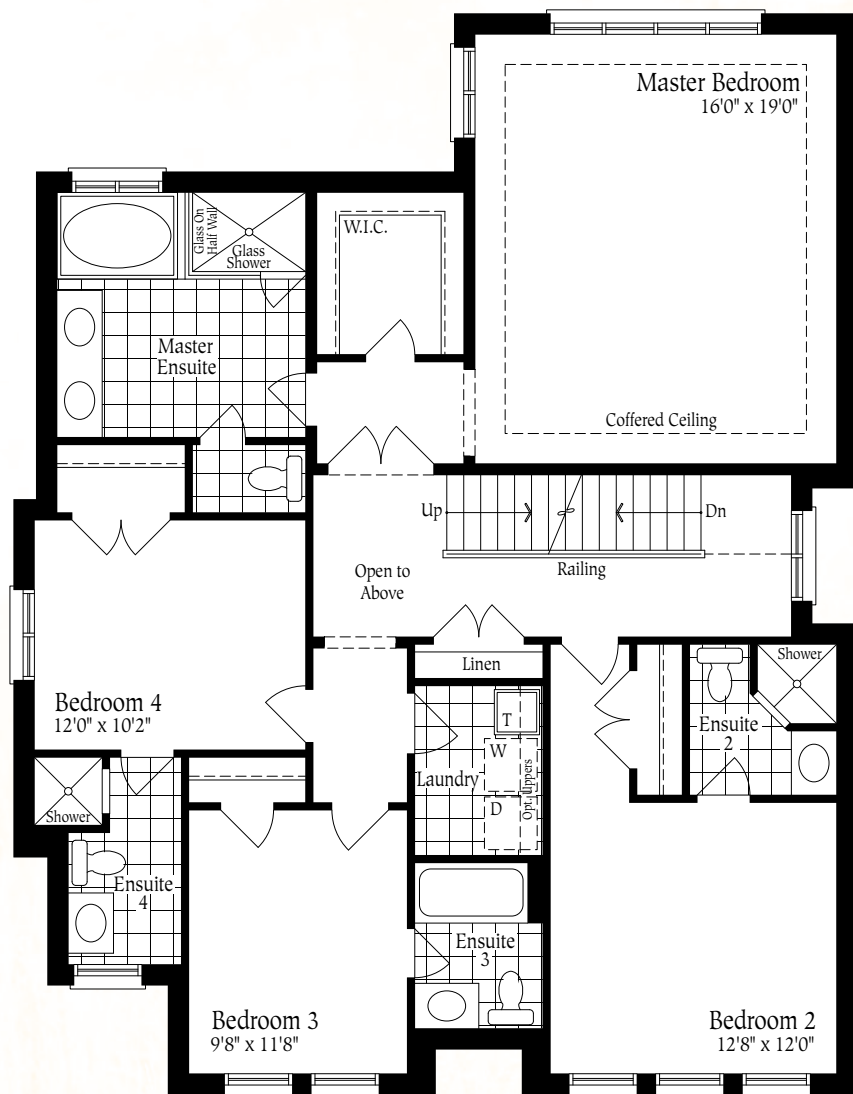 Master Bedroom
16'0" x 19'0"
Coffered Ceiling
W.I.C.
Glass On
Half Wall
Glass
Shower
Master
Ensuite
Up
Dn
Railing
Open to
Above
Linen
Bedroom 4
12'0" x 10'2"
Shower
Ensuite
2
T
W
Laundry
D
Opt. Uppers
Shower
Ensuite
4
Ensuite
3
Bedroom 3
9'8" x 11'8"
Bedroom 2
12'8" x 12'0"